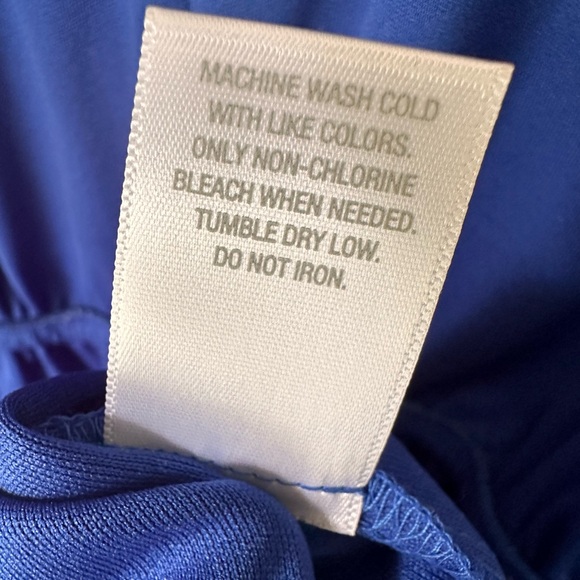 MACHINE WASH COLD
WITH LIKE COLORS.
ONLY NON-CHLORINE
BLEACH WHEN NEEDED.
TUMBLE DRY LOW.
DO NOT IRON.